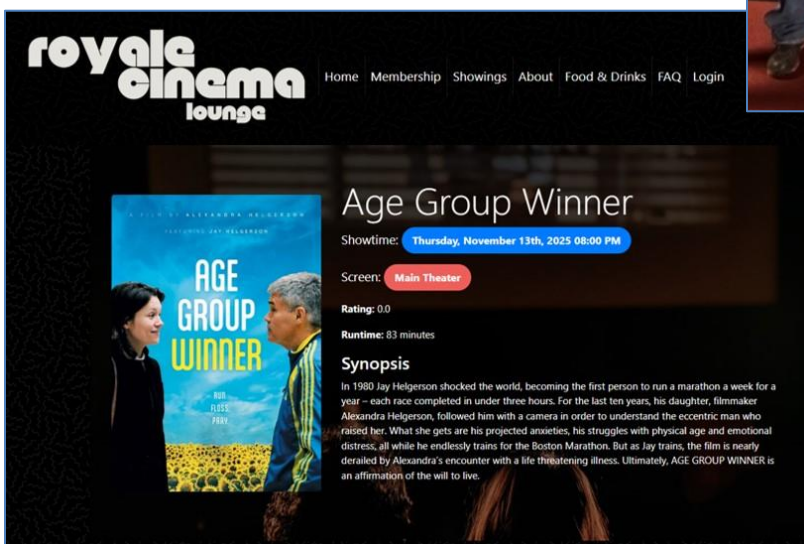 royale
cinema
lounge
Home Membership Showings About Food & Drinks FAQ Login
A FILM BY ALEXANDRA HELGERSON
FEATURING JAY HELGERSON
AGE
GROUP
WINNER
RUN
FLOSS
PRAY
Age Group Winner
Showtime: Thursday, November 13th, 2025 08:00 PM
Screen: Main Theater
Rating: 0.0
Runtime: 83 minutes
Synopsis
In 1980 Jay Helgerson shocked the world, becoming the first person to run a marathon a week for a
year – each race completed in under three hours. For the last ten years, his daughter, filmmaker
Alexandra Helgerson, followed him with a camera in order to understand the eccentric man who
raised her. What she gets are his projected anxieties, his struggles with physical age and emotional
distress, all while he endlessly trains for the Boston Marathon. But as Jay trains, the film is nearly
derailed by Alexandra's encounter with a life threatening illness. Ultimately, AGE GROUP WINNER is
an affirmation of the will to live.